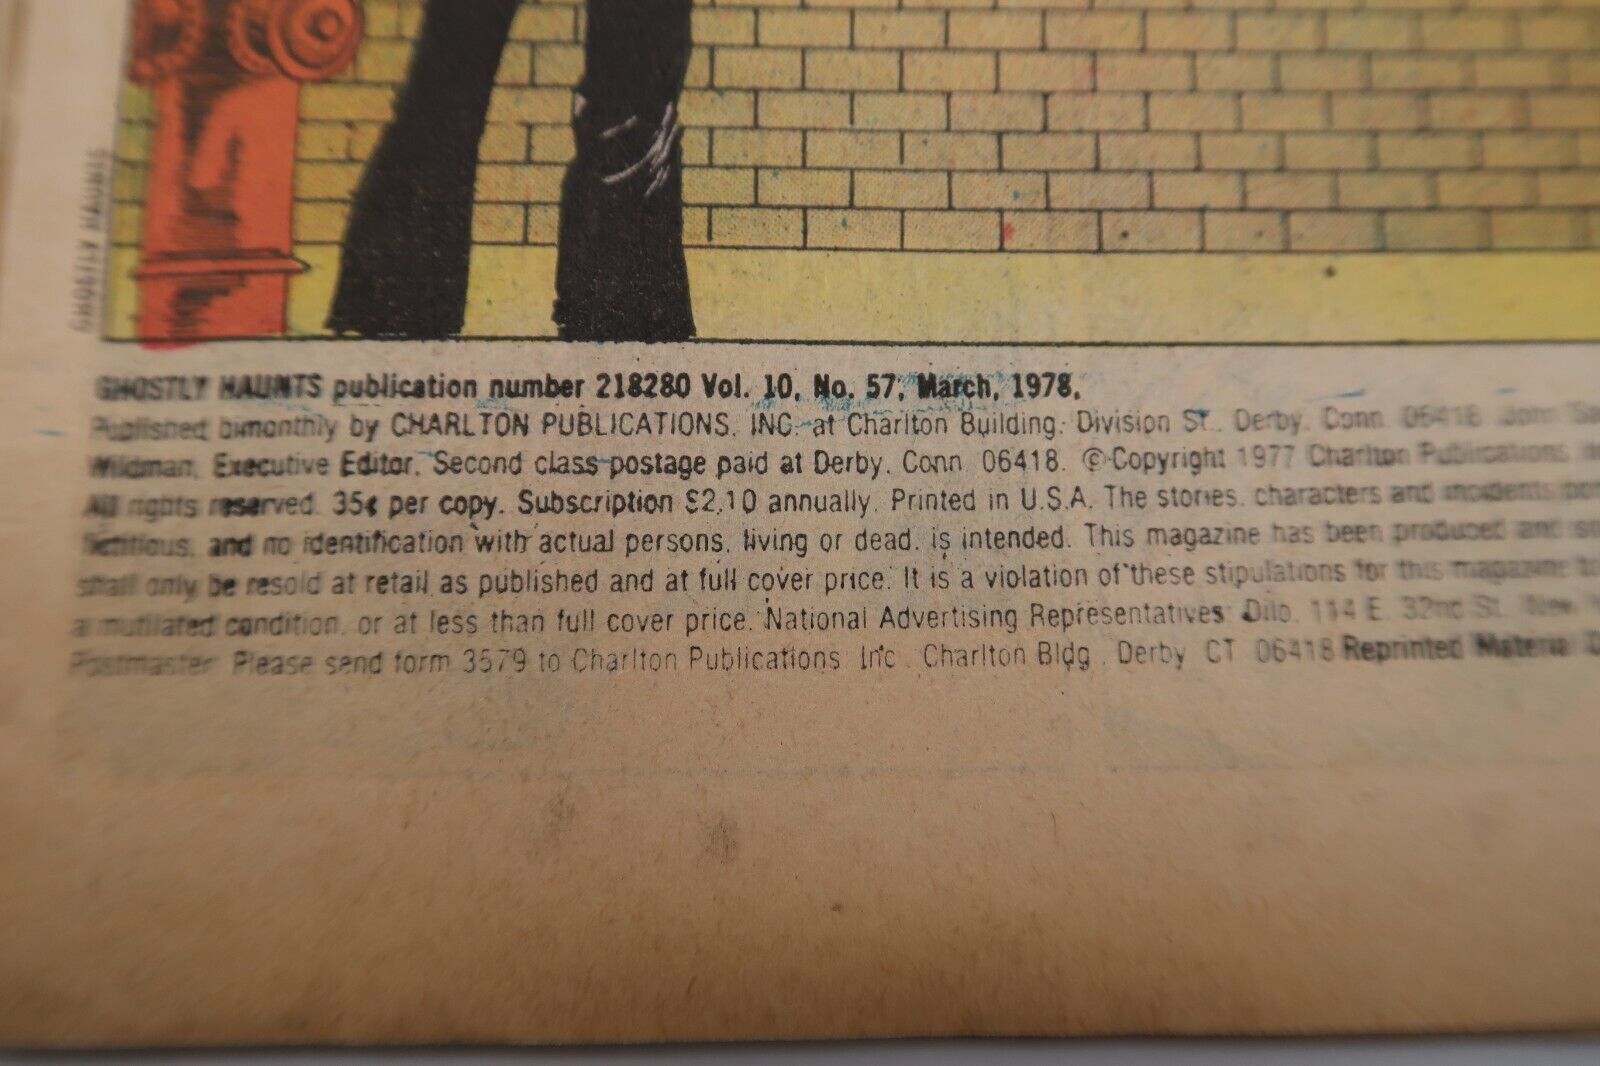 GHOSTLY HAUNTS
GHOSTLY HAUNTS publication number 218280 Vol. 10, No. 57, March, 1978,
Published bimonthly by CHARLTON PUBLICATIONS, INC. at Charlton Building, Division St., Derby, Conn. 06418 John
Wildman, Executive Editor. Second class postage paid at Derby, Conn. 06418. © Copyright 1977 Charlton Publications,
All rights reserved. 35¢ per copy. Subscription $2.10 annually. Printed in U.S.A. The stories, characters and incidents
fictitious, and no identification with actual persons, living or dead, is intended. This magazine has been produced and
shall only be resold at retail as published and at full cover price. It is a violation of these stipulations for this magazine
a mutilated condition, or at less than full cover price. National Advertising Representatives: Dilo, 114 E. 32nd St., New
Postmaster: Please send form 3579 to Charlton Publications, Inc., Charlton Bldg., Derby, CT 06418 Reprinted Material